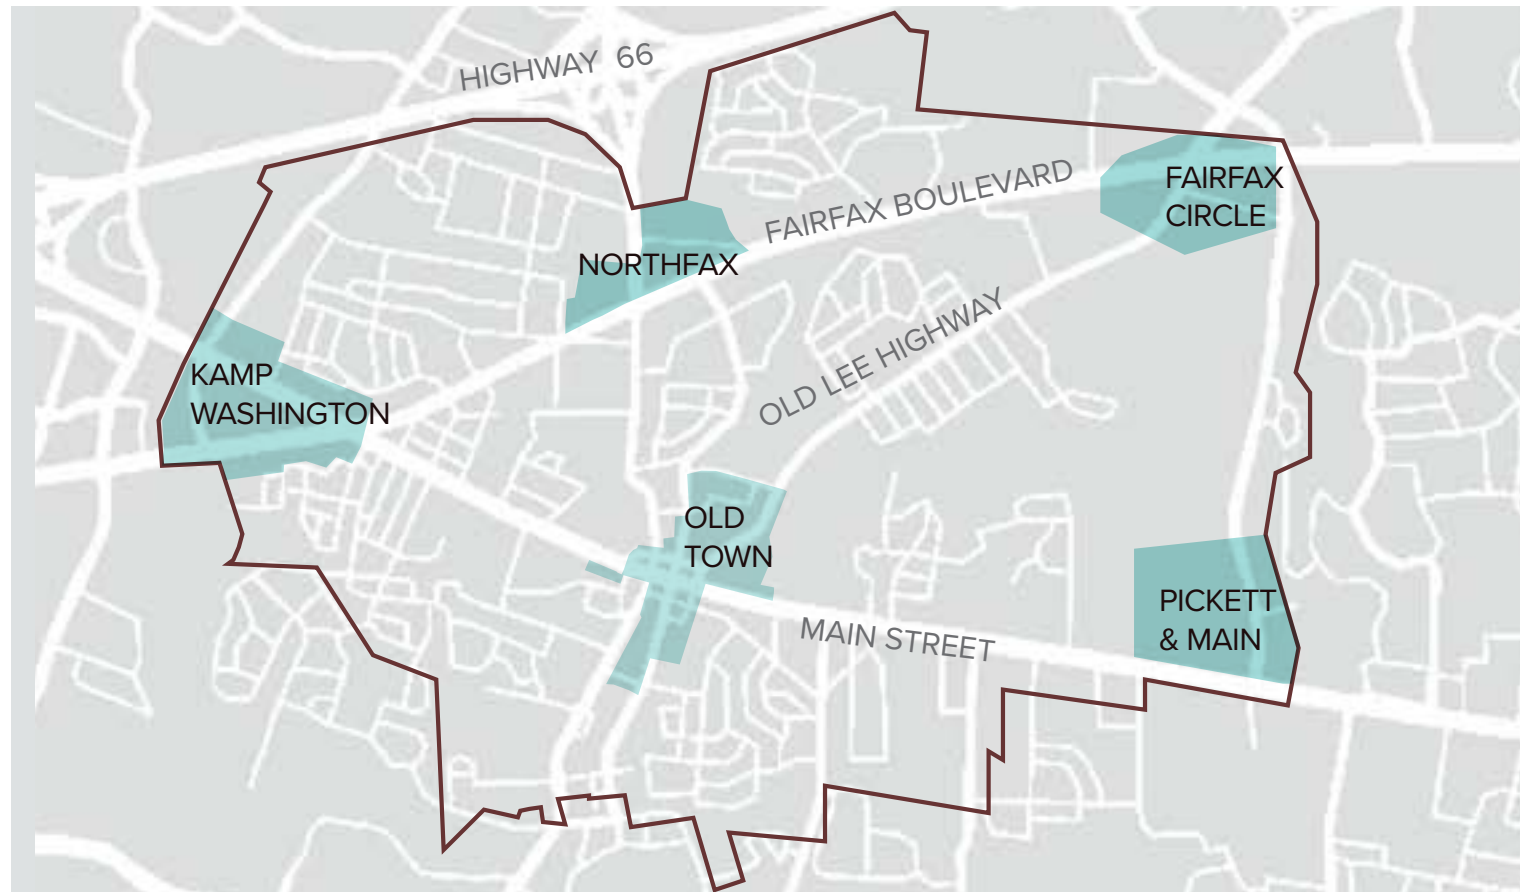 HIGHWAY 66
FAIRFAX BOULEVARD
FAIRFAX
CIRCLE
NORTHFAX
OLD LEE HIGHWAY
KAMP
WASHINGTON
OLD
TOWN
MAIN STREET
PICKETT
& MAIN